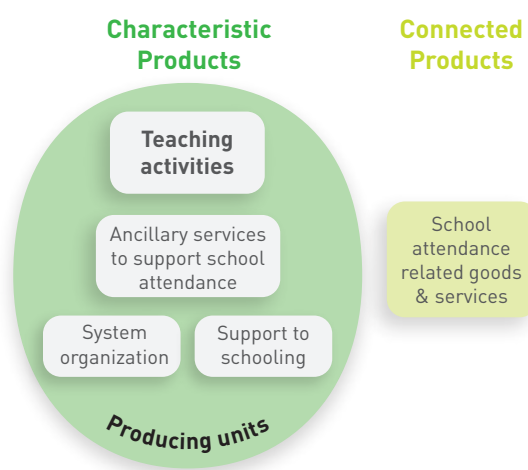 Characteristic
Products
Connected
Products
Teaching
activities
Ancillary services
to support school
attendance
System
organization
Support to
schooling
Producing units
School
attendance
related goods
& services